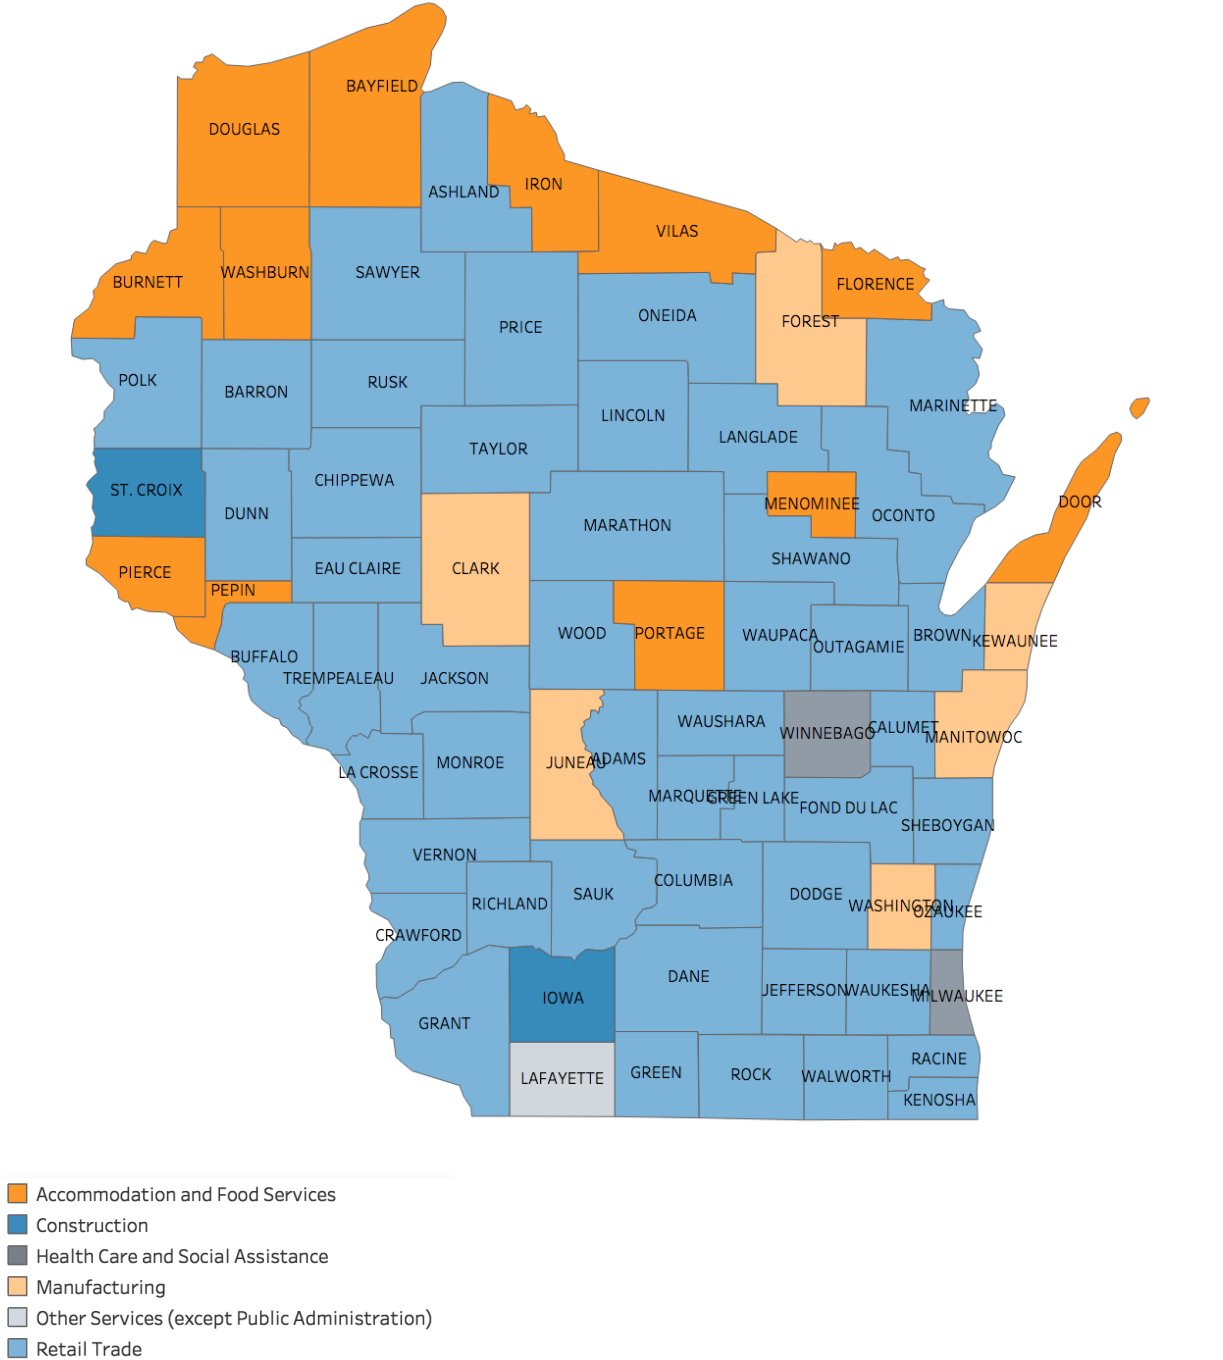 BAYFIELD
DOUGLAS
ASHLAND
IRON
VILAS
BURNETT
WASHBURN
SAWYER
FLORENCE
ONEIDA
FOREST
PRICE
POLK
RUSK
BARRON
MARINETTE
LINCOLN
LANGLADE
TAYLOR
CHIPPEWA
ST. CROIX
DOOR
MENOMINEE
DUNN
OCONTO
MARATHON
SHAWANO
EAU CLAIRE
CLARK
PIERCE
PEPIN
WOOD
PORTAGE
WAUPACA
BROWN
KEWAUNEE
OUTAGAMIE
BUFFALO
TREMPEALEAU
JACKSON
WAUSHARA
CALUMET
WINNEBAGO
MANITOWOC
ADAMS
JUNEAU
MONROE
LA CROSSE
MARQUETTE
GREEN LAKE
FOND DU LAC
SHEBOYGAN
VERNON
COLUMBIA
SAUK
DODGE
RICHLAND
WASHINGTON
OZAUKEE
CRAWFORD
DANE
JEFFERSON
WAUKESHA
MILWAUKEE
IOWA
GRANT
RACINE
GREEN
ROCK
WALWORTH
LAFAYETTE
KENOSHA
Accommodation and Food Services
Construction
Health Care and Social Assistance
Manufacturing
Other Services (except Public Administration)
Retail Trade